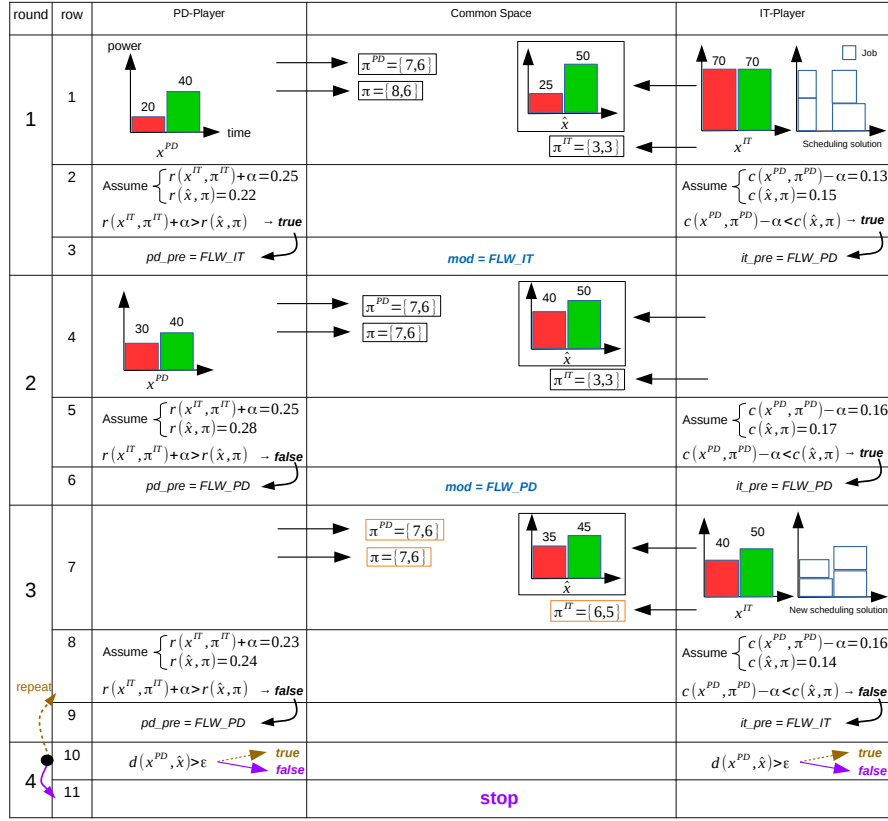 round row PD-Player Common Space IT-Player
1
1
power
20 40
time
x^{PD}
π^{PD}={7,6}
π={8,6}
25 50
x̂
π^{IT}={3,3}
70 70
x^{IT}
Job
Scheduling solution
2
Assume { r(x^{IT},π^{IT})+α=0.25
r(x̂,π)=0.22
r(x^{IT},π^{IT})+α>r(x̂,π) → true
Assume { c(x^{PD},π^{PD})−α=0.13
c(x̂,π)=0.15
c(x^{PD},π^{PD})−α<c(x̂,π) → true
3
pd_pre = FLW_IT
mod = FLW_IT
it_pre = FLW_PD
2
4
30 40
x^{PD}
π^{PD}={7,6}
π={7,6}
40 50
x̂
π^{IT}={3,3}
5
Assume { r(x^{IT},π^{IT})+α=0.25
r(x̂,π)=0.28
r(x^{IT},π^{IT})+α>r(x̂,π) → false
Assume { c(x^{PD},π^{PD})−α=0.16
c(x̂,π)=0.17
c(x^{PD},π^{PD})−α<c(x̂,π) → true
6
pd_pre = FLW_PD
mod = FLW_PD
it_pre = FLW_PD
3
7
π^{PD}={7,6}
π={7,6}
35 45
x̂
π^{IT}={6,5}
40 50
x^{IT}
New scheduling solution
8
Assume { r(x^{IT},π^{IT})+α=0.23
r(x̂,π)=0.24
r(x^{IT},π^{IT})+α>r(x̂,π) → false
Assume { c(x^{PD},π^{PD})−α=0.16
c(x̂,π)=0.14
c(x^{PD},π^{PD})−α<c(x̂,π) → false
repeat
9
pd_pre = FLW_PD
it_pre = FLW_IT
4
10
d(x^{PD},x̂)>ε
true
false
d(x^{PD},x̂)>ε
true
false
11
stop